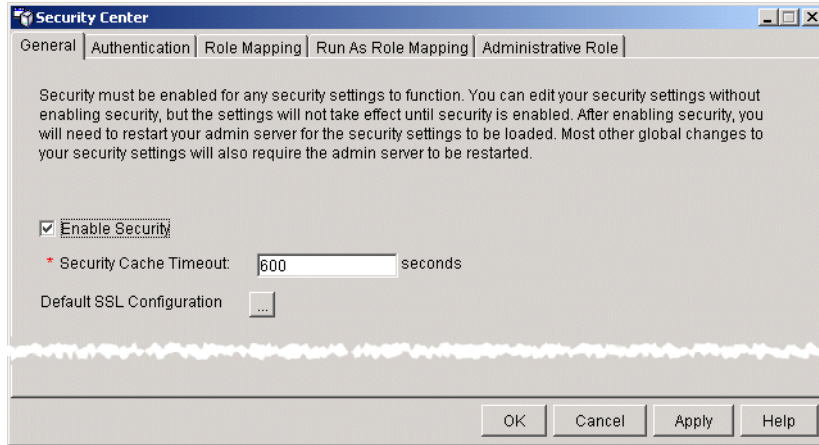 Security Center
General Authentication Role Mapping Run As Role Mapping Administrative Role
Security must be enabled for any security settings to function. You can edit your security settings without
enabling security, but the settings will not take effect until security is enabled. After enabling security, you
will need to restart your admin server for the security settings to be loaded. Most other global changes to
your security settings will also require the admin server to be restarted.
Enable Security
* Security Cache Timeout: 600 seconds
Default SSL Configuration ...
OK Cancel Apply Help